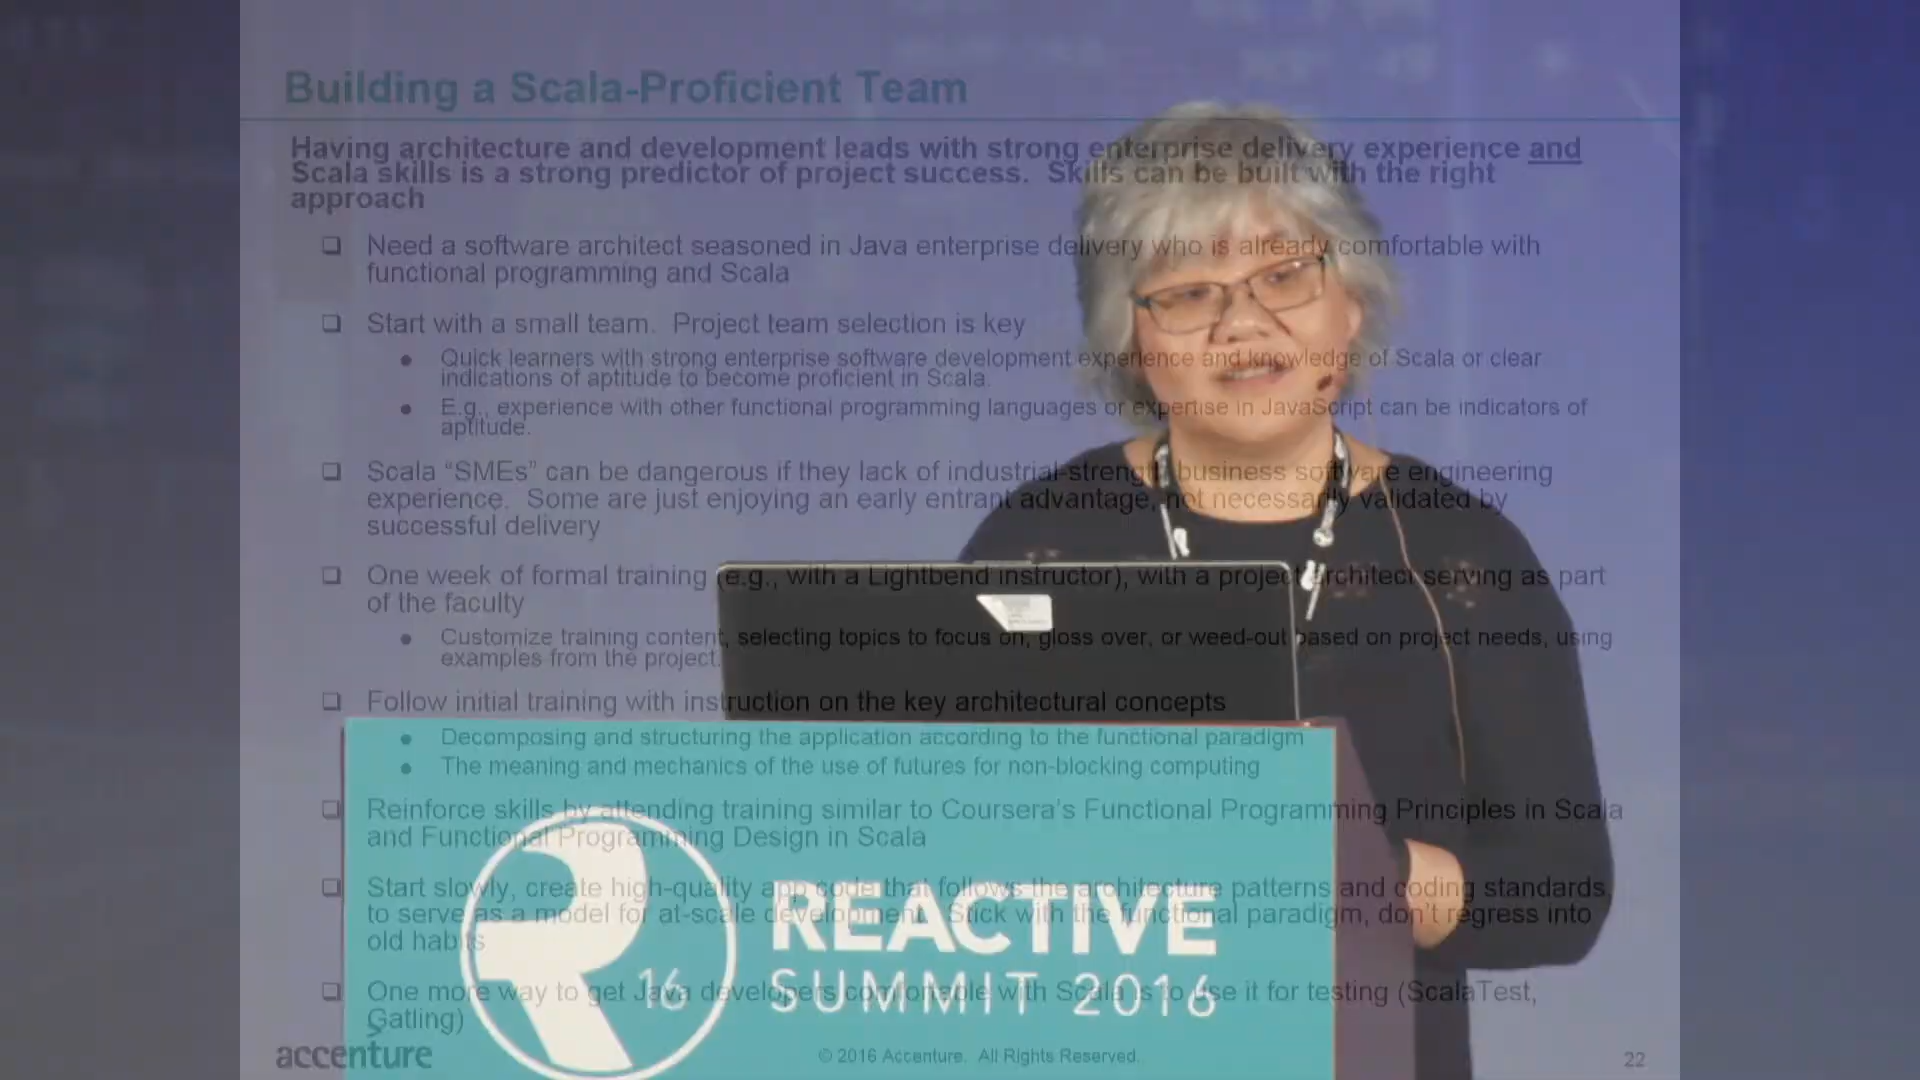 Building a Scala-Proficient Team
Having architecture and development leads with strong enterprise delivery experience and
Scala skills is a strong predictor of project success. Skills can be built with the right
approach
Need a software architect seasoned in Java enterprise delivery who is already comfortable with
functional programming and Scala
Start with a small team. Project team selection is key
Quick learners with strong enterprise software development experience and knowledge of Scala or clear
indications of aptitude to become proficient in Scala.
E.g., experience with other functional programming languages or expertise in JavaScript can be indicators of
aptitude.
Scala “SMEs” can be dangerous if they lack of industrial-strength business software engineering
experience. Some are just enjoying an early entrant advantage, not necessarily validated by
successful delivery
One week of formal training (e.g., with a Lightbend instructor), with a project architect serving as part
of the faculty
Customize training content, selecting topics to focus on, gloss over, or weed-out based on project needs, using
examples from the project.
Follow initial training with instruction on the key architectural concepts
Decomposing and structuring the application according to the functional paradigm
The meaning and mechanics of the use of futures for non-blocking computing
Reinforce skills by attending training similar to Coursera’s Functional Programming Principles in Scala
and Functional Programming Design in Scala
Start slowly, create high-quality app code that follows the architecture patterns and coding standards,
to serve as a model for at-scale development. Stick with the functional paradigm, don’t regress into
old habits
One more way to get Java developers comfortable with Scala is to use it for testing (ScalaTest,
Gatling)
accenture
© 2016 Accenture. All Rights Reserved.
22
R 16
REACTIVE
SUMMIT 2016